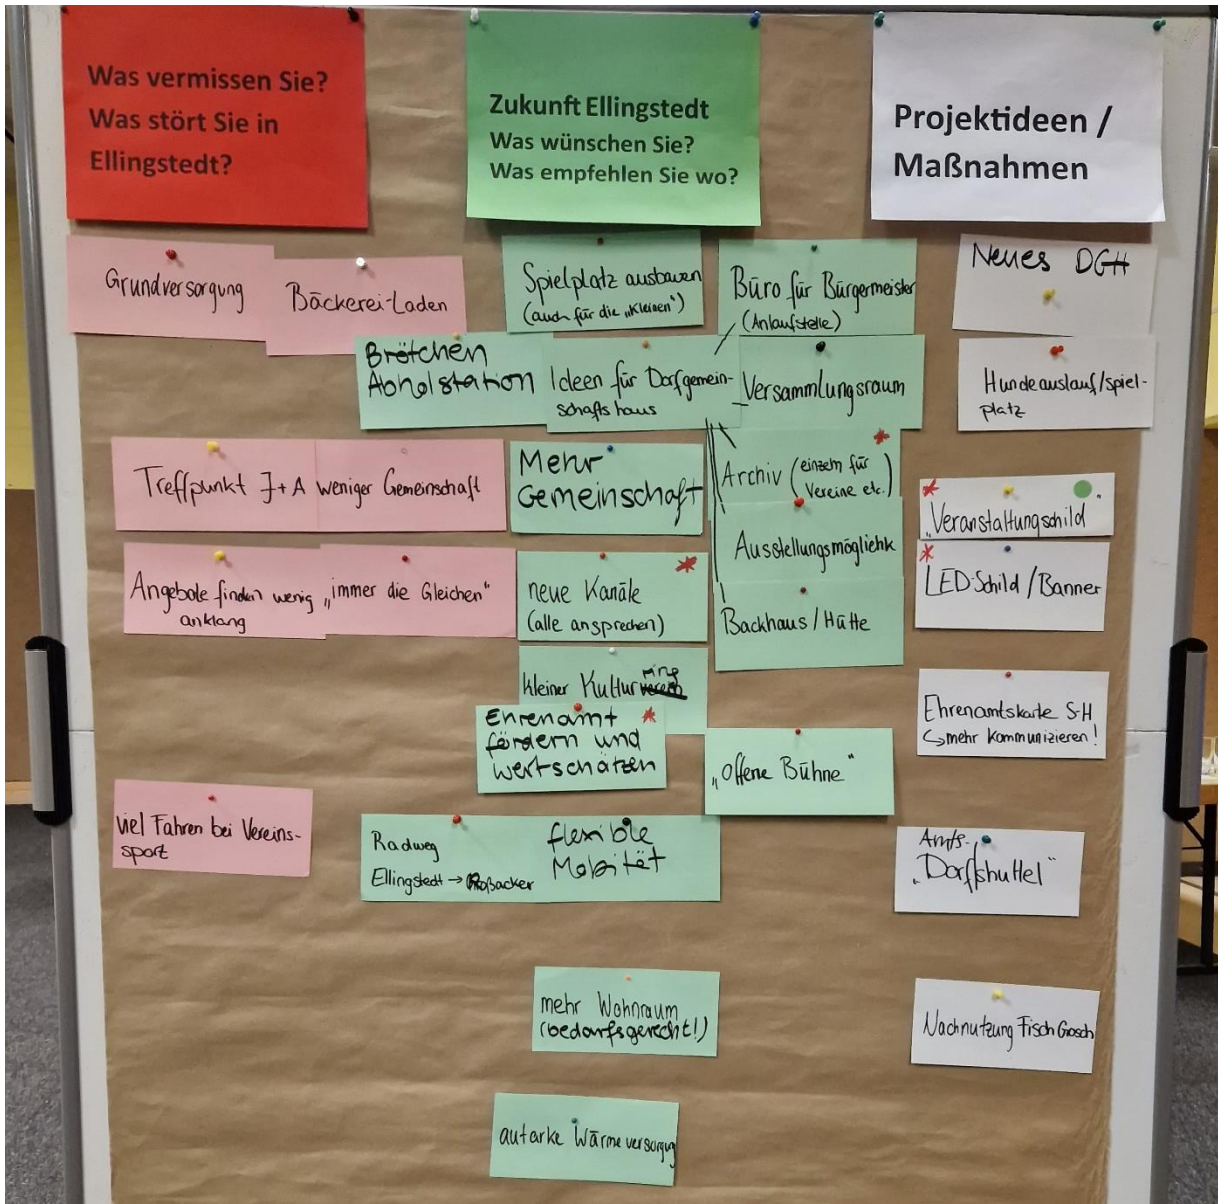 Was vermissen Sie?
Was stört Sie in
Ellingstedt?
Zukunft Ellingstedt
Was wünschen Sie?
Was empfehlen Sie wo?
Projektideen /
Maßnahmen
Grundversorgung
Bäckerei-Laden
Treffpunkt J+A
weniger Gemeinschaft
Angebote finden wenig
anklang
„immer die Gleichen"
viel Fahren bei Vereins-
sport
Spielplatz ausbauen
(auch für die „Kleinen")
Büro für Bürgermeister
(Anlaufstelle)
Brötchen
Abholstation
Ideen für Dorfgemein-
schaftshaus
Versammlungsraum
Mehr
Gemeinschaft
Archiv (einzeln für
Vereine etc.)
Ausstellungsmöglichk
neue Kanäle
(alle ansprechen)
Backhaus / Hütte
kleiner Kulturring
Ehrenamt
fördern und
wertschätzen
„Offene Bühne"
Radweg
Ellingstedt → Roßacker
flexible
Mobität
mehr Wohnraum
(bedarfsgerecht!)
autarke Wärmeversorgung
Neues DGH
Hundeauslauf/spiel-
platz
„Veranstaltungschild"
LED-Schild / Banner
Ehrenamtskarte S-H
↳ mehr kommunizieren!
Amts-
„Dorfshuttel"
Nachnutzung Fisch Gosch